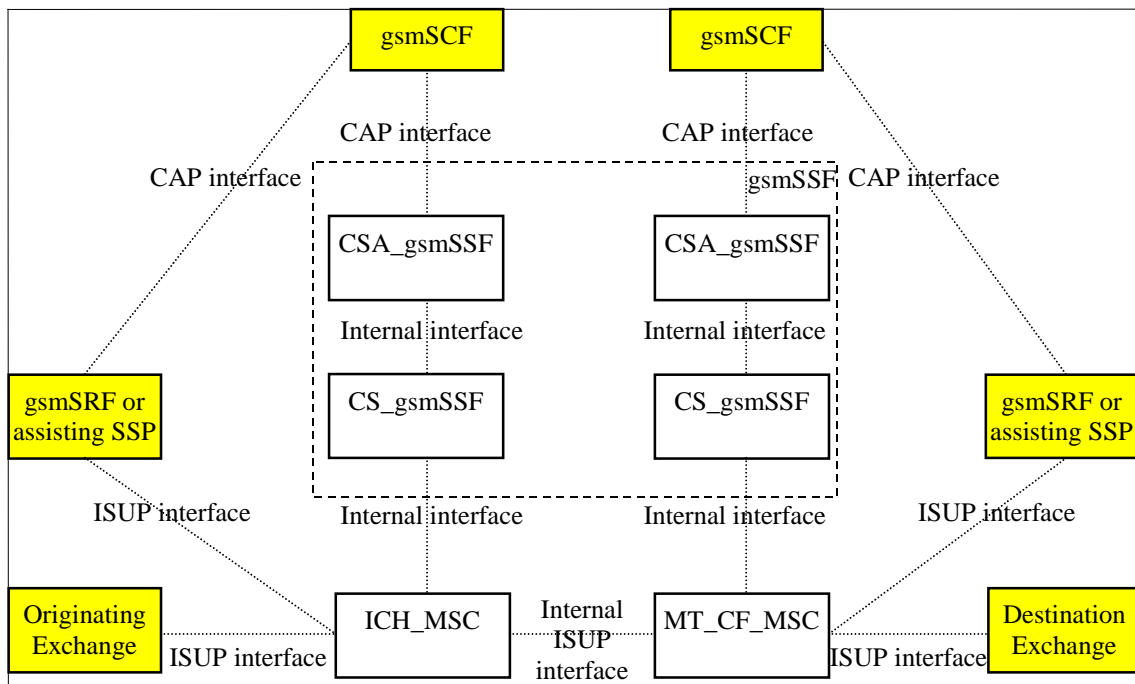 gsmSCF
gsmSCF
CAP interface
CAP interface
CAP interface
gsmSSF
CAP interface
CSA_gsmSSF
CSA_gsmSSF
Internal interface
Internal interface
gsmSRF or
assisting SSP
CS_gsmSSF
CS_gsmSSF
gsmSRF or
assisting SSP
ISUP interface
Internal interface
Internal interface
ISUP interface
Originating
Exchange
ICH_MSC
Internal
ISUP
interface
MT_CF_MSC
Destination
Exchange
ISUP interface
ISUP interface